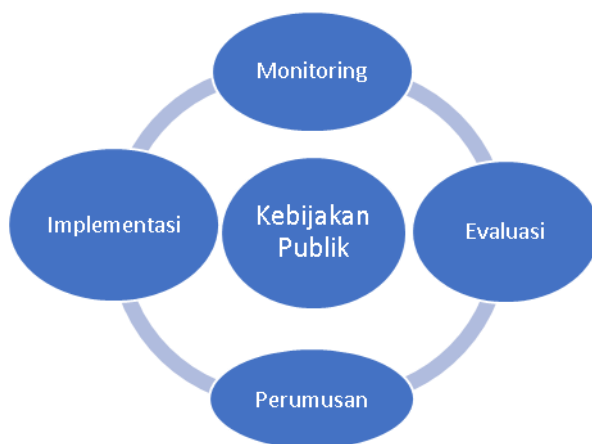 Monitoring
Implementasi
Kebijakan
Publik
Evaluasi
Perumusan